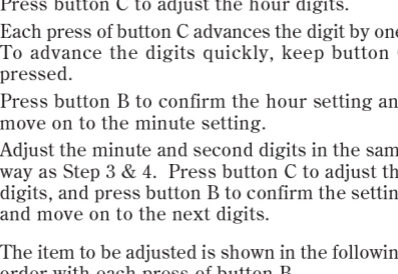 Press button C to adjust the hour digits.
Each press of button C advances the digit by one
To advance the digits quickly, keep button
pressed.
Press button B to confirm the hour setting an
move on to the minute setting.
Adjust the minute and second digits in the sam
way as Step 3 & 4. Press button C to adjust th
digits, and press button B to confirm the settin
and move on to the next digits.
The item to be adjusted is shown in the followin
order with each press of button B